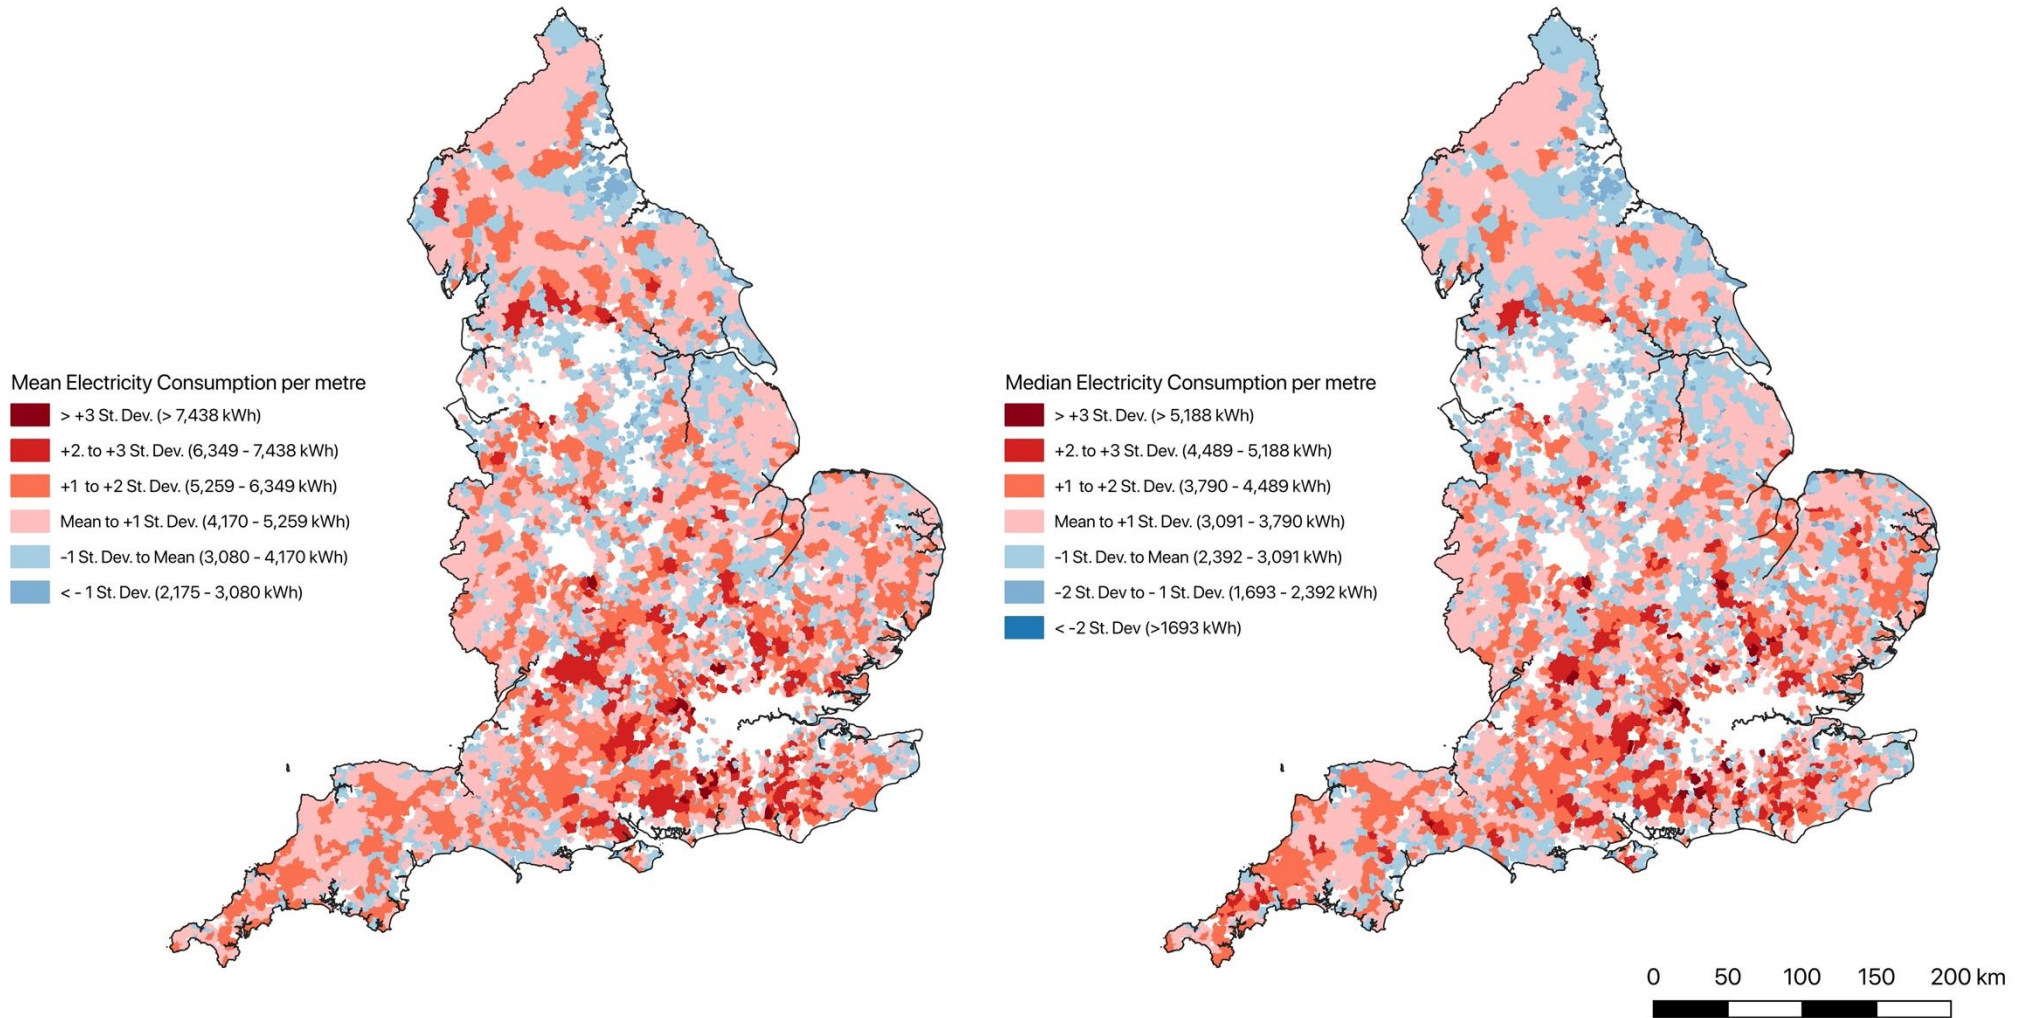 Mean Electricity Consumption per metre
> +3 St. Dev. (> 7,438 kWh)
+2. to +3 St. Dev. (6,349 - 7,438 kWh)
+1 to +2 St. Dev. (5,259 - 6,349 kWh)
Mean to +1 St. Dev. (4,170 - 5,259 kWh)
-1 St. Dev. to Mean (3,080 - 4,170 kWh)
< - 1 St. Dev. (2,175 - 3,080 kWh)
Median Electricity Consumption per metre
> +3 St. Dev. (> 5,188 kWh)
+2. to +3 St. Dev. (4,489 - 5,188 kWh)
+1 to +2 St. Dev. (3,790 - 4,489 kWh)
Mean to +1 St. Dev. (3,091 - 3,790 kWh)
-1 St. Dev. to Mean (2,392 - 3,091 kWh)
-2 St. Dev to - 1 St. Dev. (1,693 - 2,392 kWh)
< -2 St. Dev (>1693 kWh)
0 50 100 150 200 km